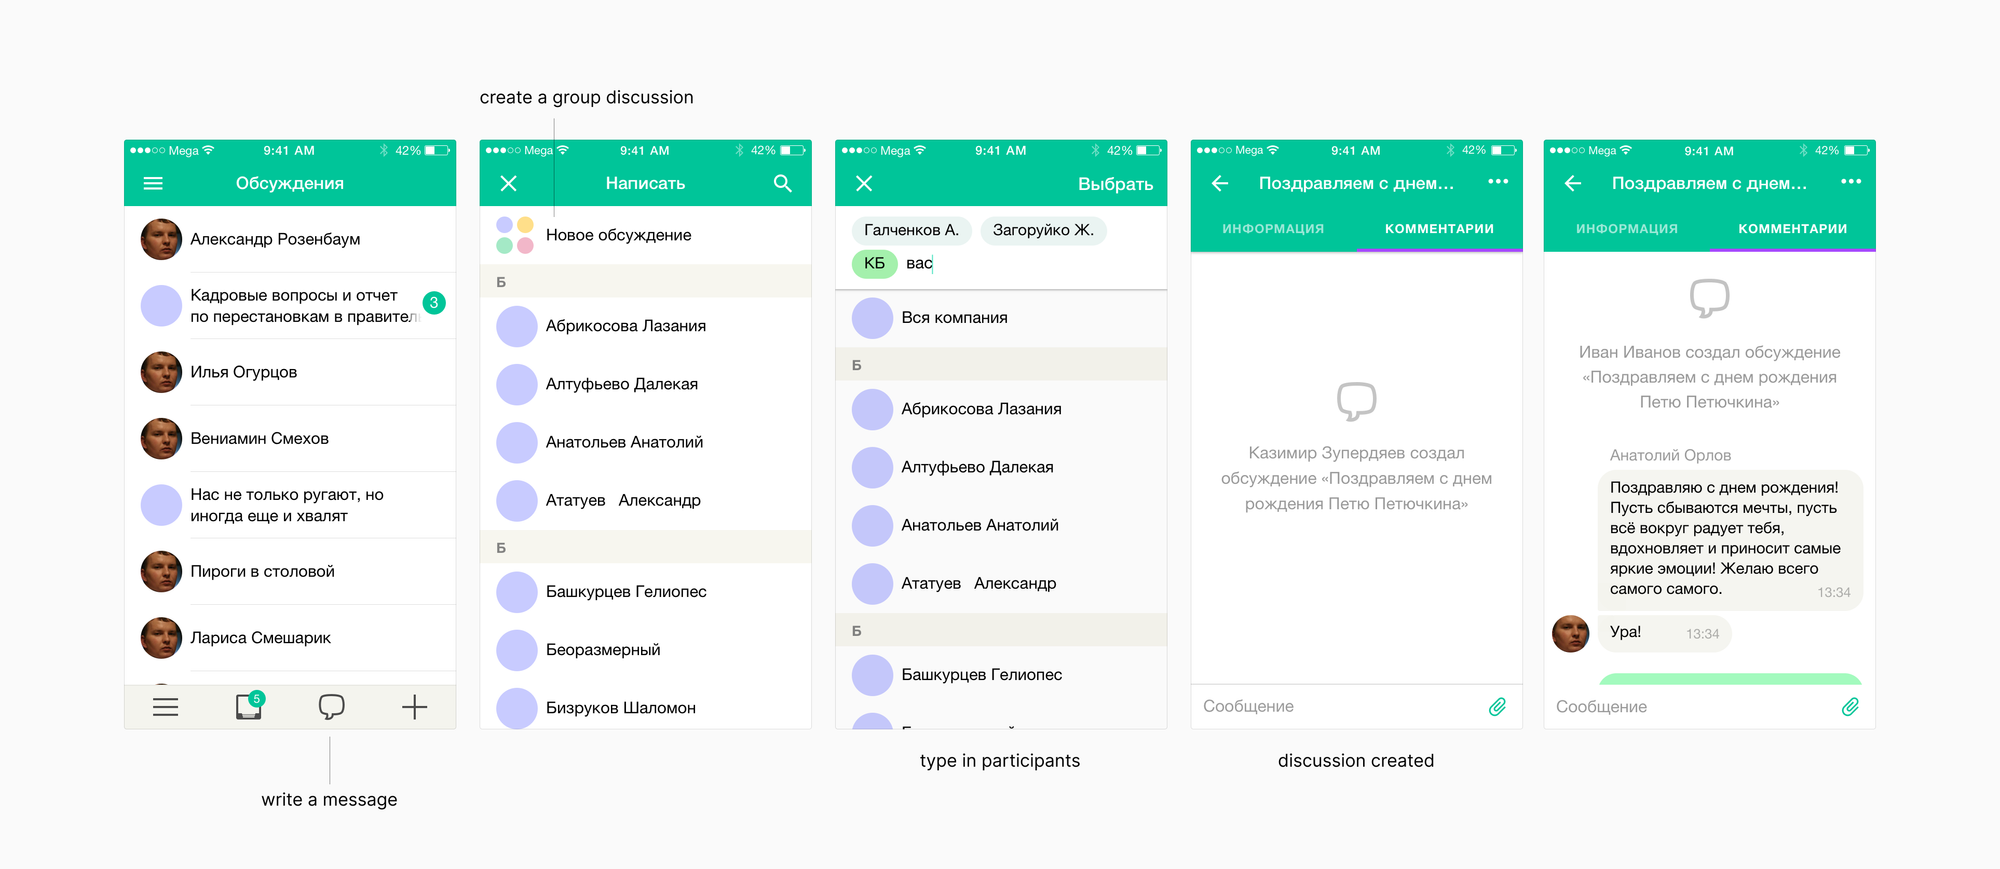 create a group discussion
Mega 9:41 AM 42%
Обсуждения
Александр Розенбаум
Кадровые вопросы и отчет
по перестановкам в правител
3
Илья Огурцов
Вениамин Смехов
Нас не только ругают, но
иногда еще и хвалят
Пироги в столовой
Лариса Смешарик
5
write a message
Mega 9:41 AM 42%
Написать
Новое обсуждение
Б
Абрикосова Лазания
Алтуфьево Далекая
Анатольев Анатолий
Ататуев Александр
Б
Башкурцев Гелиопес
Беоразмерный
Бизруков Шаломон
Mega 9:41 AM 42%
Выбрать
Галченков А. Загоруйко Ж.
КБ вас
Вся компания
Б
Абрикосова Лазания
Алтуфьево Далекая
Анатольев Анатолий
Ататуев Александр
Б
Башкурцев Гелиопес
type in participants
Mega 9:41 AM 42%
Поздравляем с днем...
ИНФОРМАЦИЯ КОММЕНТАРИИ
Казимир Зупердяев создал
обсуждение «Поздравляем с днем
рождения Петю Петючкина»
Сообщение
discussion created
Mega 9:41 AM 42%
Поздравляем с днем...
ИНФОРМАЦИЯ КОММЕНТАРИИ
Иван Иванов создал обсуждение
«Поздравляем с днем рождения
Петю Петючкина»
Анатолий Орлов
Поздравляю с днем рождения!
Пусть сбываются мечты, пусть
всё вокруг радует тебя,
вдохновляет и приносит самые
яркие эмоции! Желаю всего
самого самого. 13:34
Ура! 13:34
Сообщение